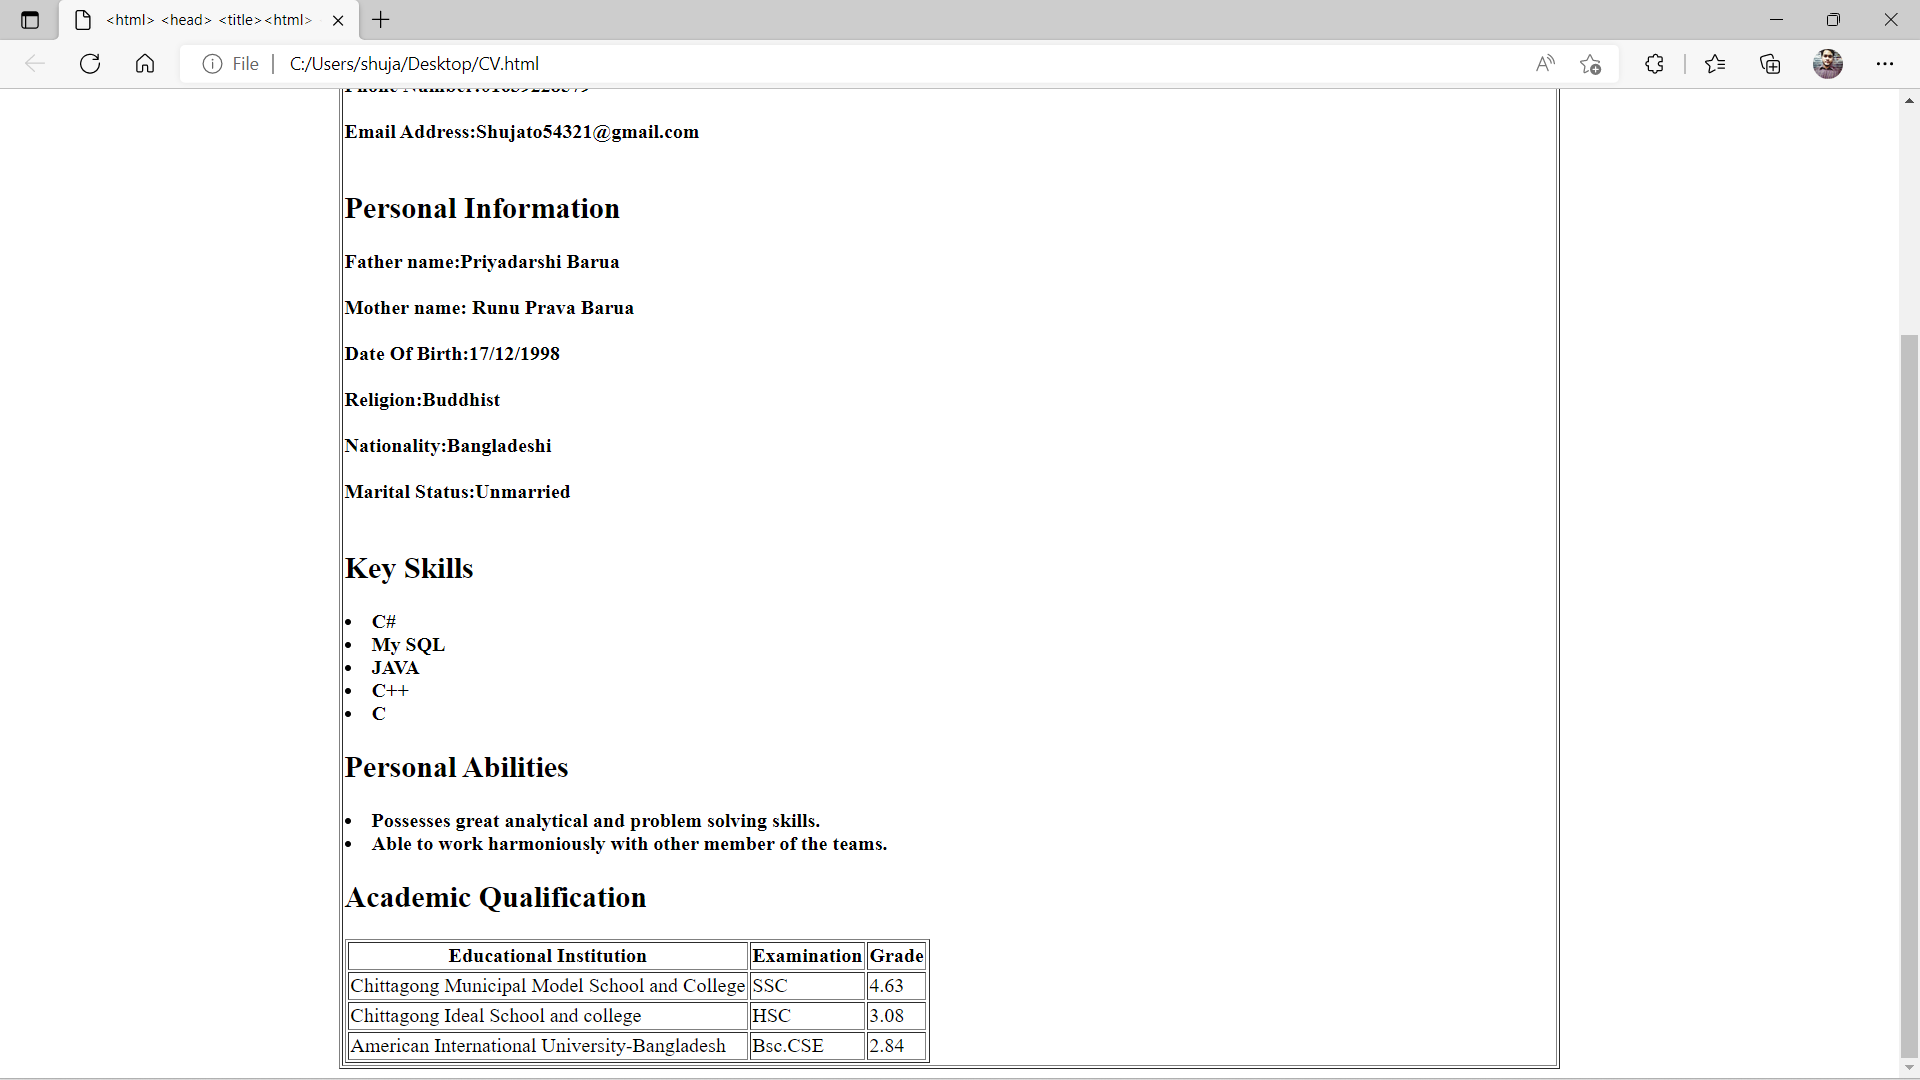 <html> <head> <title><html>
File
C:/Users/shuja/Desktop/CV.html
Email Address:Shujato54321@gmail.com
Personal Information
Father name:Priyadarshi Barua
Mother name: Runu Prava Barua
Date Of Birth:17/12/1998
Religion:Buddhist
Nationality:Bangladeshi
Marital Status:Unmarried
Key Skills
• C#
• My SQL
• JAVA
• C++
• C
Personal Abilities
• Possesses great analytical and problem solving skills.
• Able to work harmoniously with other member of the teams.
Academic Qualification
Educational Institution Examination Grade
Chittagong Municipal Model School and College SSC 4.63
Chittagong Ideal School and college HSC 3.08
American International University-Bangladesh Bsc.CSE 2.84